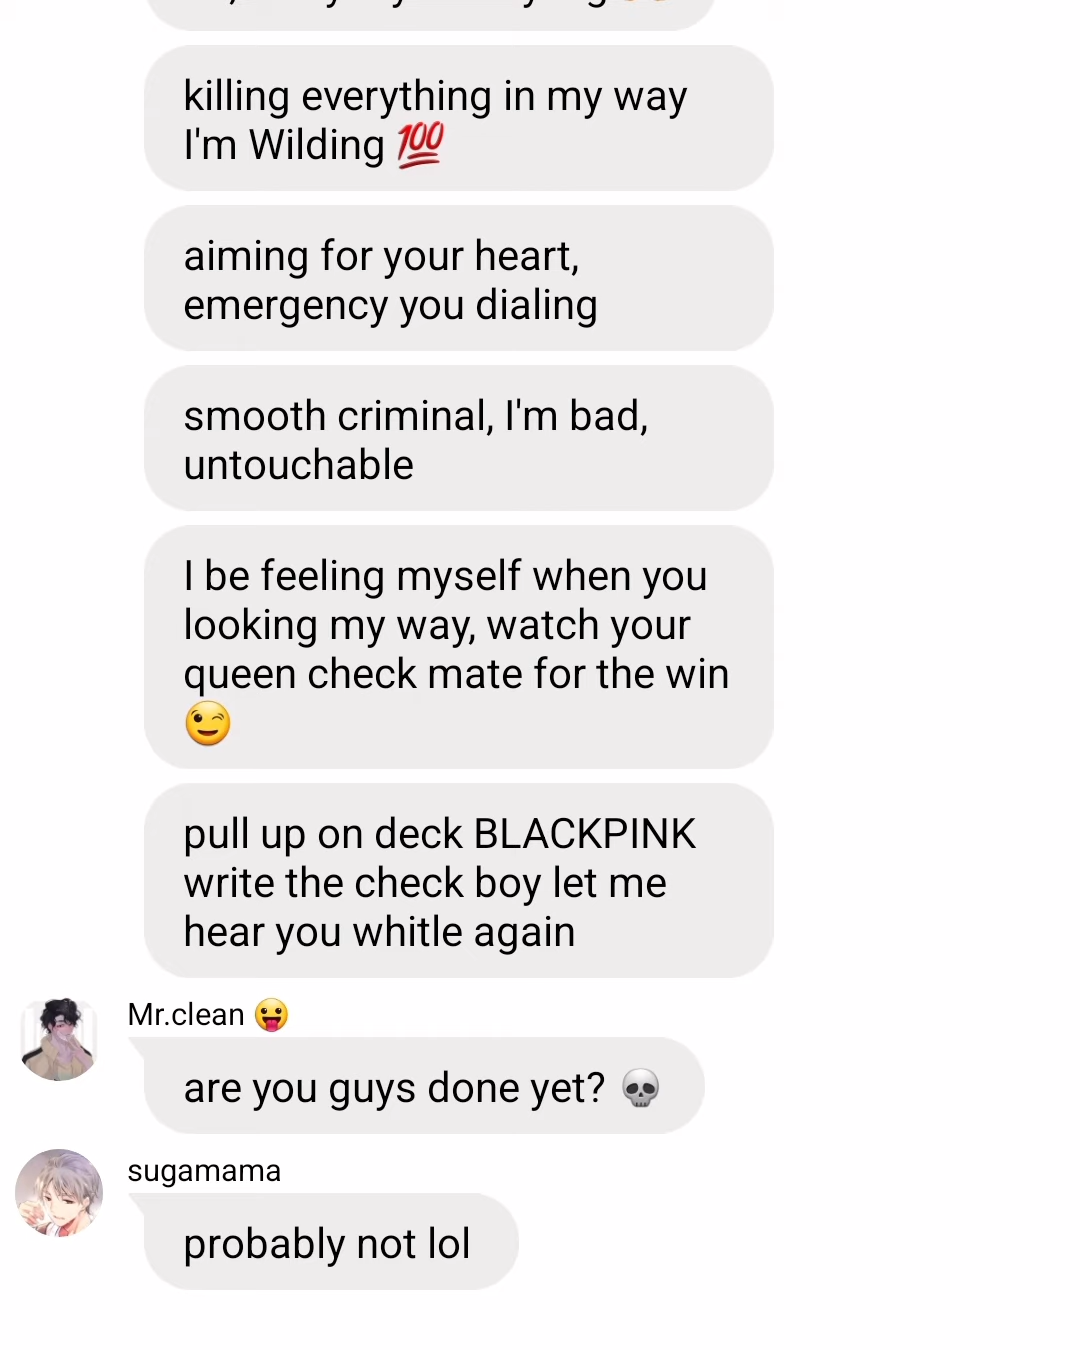 killing everything in my way
I'm Wilding 💯
aiming for your heart,
emergency you dialing
smooth criminal, I'm bad,
untouchable
I be feeling myself when you
looking my way, watch your
queen check mate for the win
😉
pull up on deck BLACKPINK
write the check boy let me
hear you whitle again
Mr.clean 😛
are you guys done yet? 💀
sugamama
probably not lol